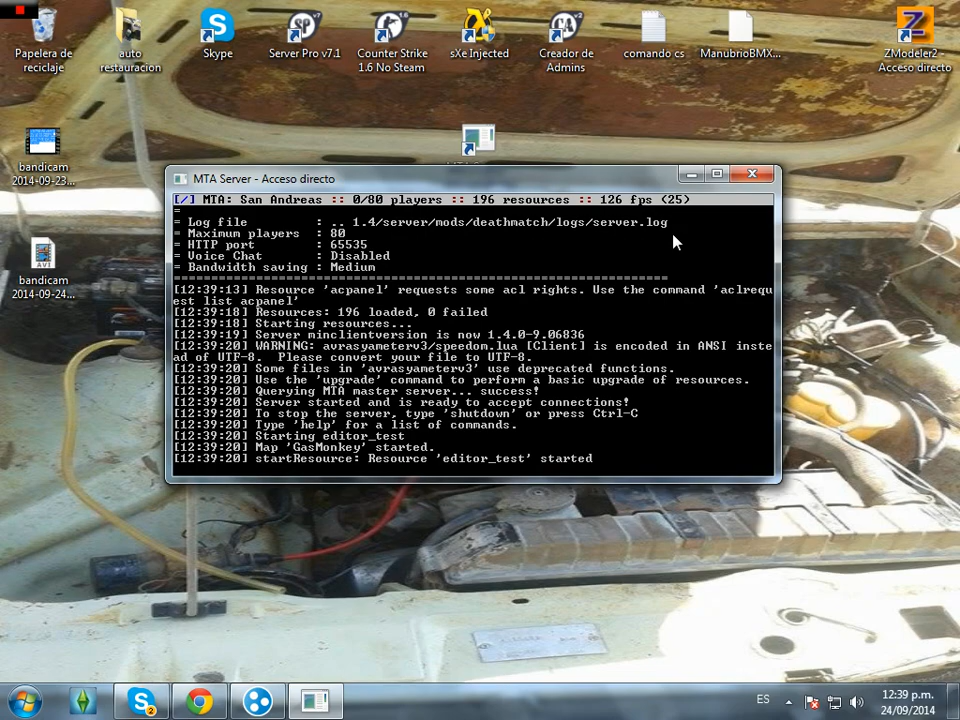 Papelera de
reciclaje
auto
restauracion
Skype
Server Pro v7.1
Counter Strike
1.6 No Steam
sXe Injected
Creador de
Admins
comando cs
ManubrioBMX...
ZModeler2 -
Acceso directo
bandicam
2014-09-23...
bandicam
2014-09-24...
MTA Server - Acceso directo
[/] MTA: San Andreas :: 0/80 players :: 196 resources :: 126 fps (25)
=
= Log file : .. 1.4/server/mods/deathmatch/logs/server.log
= Maximum players : 80
= HTTP port : 65535
= Voice Chat : Disabled
= Bandwidth saving : Medium
==================================================================
[12:39:13] Resource 'acpanel' requests some acl rights. Use the command 'aclrequ
est list acpanel'
[12:39:18] Resources: 196 loaded, 0 failed
[12:39:18] Starting resources...
[12:39:19] Server minclientversion is now 1.4.0-9.06836
[12:39:20] WARNING: avrasyameterv3/speedom.lua [Client] is encoded in ANSI inste
ad of UTF-8.  Please convert your file to UTF-8.
[12:39:20] Some files in 'avrasyameterv3' use deprecated functions.
[12:39:20] Use the 'upgrade' command to perform a basic upgrade of resources.
[12:39:20] Querying MTA master server... success!
[12:39:20] Server started and is ready to accept connections!
[12:39:20] To stop the server, type 'shutdown' or press Ctrl-C
[12:39:20] Type 'help' for a list of commands.
[12:39:20] Starting editor_test
[12:39:20] Map 'GasMonkey' started.
[12:39:20] startResource: Resource 'editor_test' started
ES
12:39 p.m.
24/09/2014